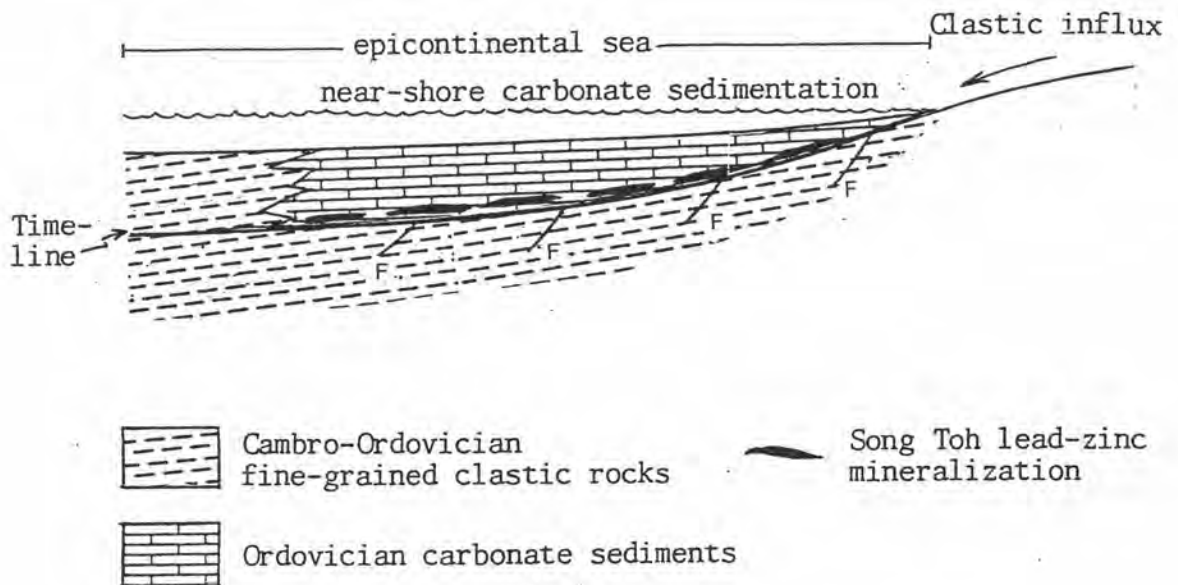 epicontinental sea
Clastic influx
near-shore carbonate sedimentation
Time-
line
F
F
F
F
Cambro-Ordovician
fine-grained clastic rocks
Song Toh lead-zinc
mineralization
Ordovician carbonate sediments